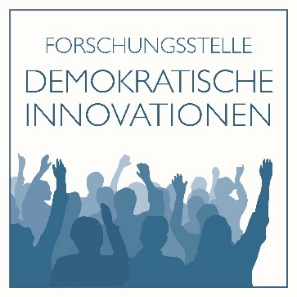 FORSCHUNGSSTELLE
DEMOKRATISCHE
INNOVATIONEN